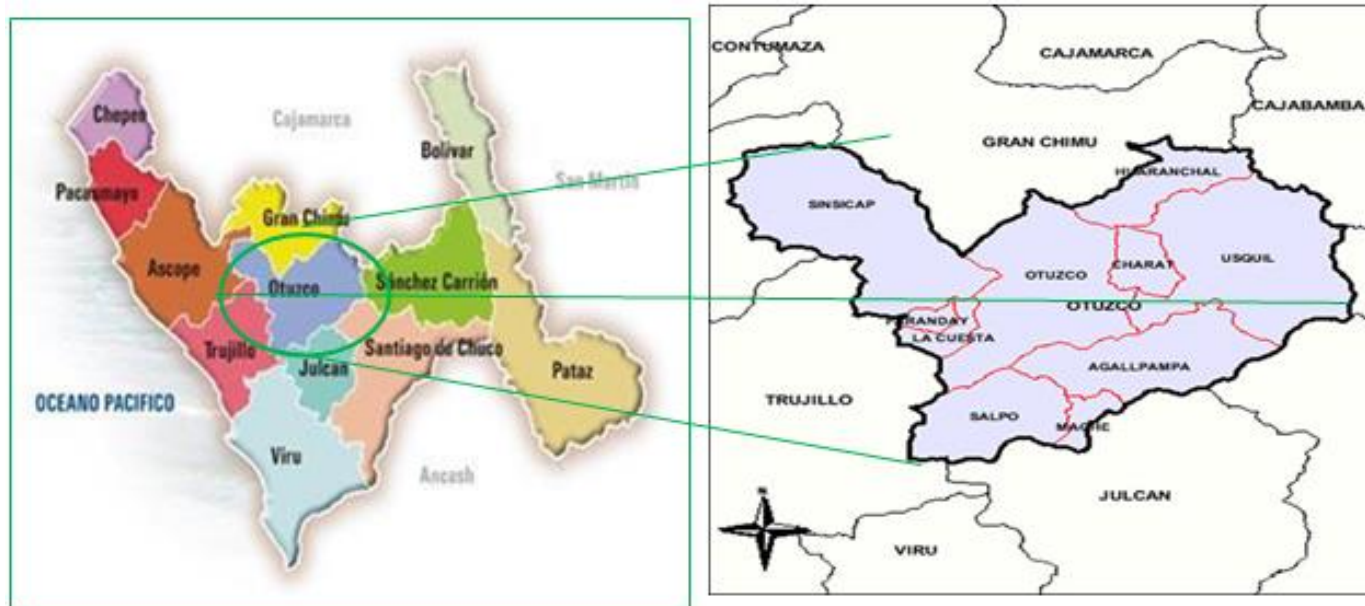 Chepen
Cajamarca
Bolivar
Pacasmayo
San Martin
Gran Chimu
Ascope
Otuzco
Sánchez Carrión
Trujillo
Santiago de Chuco
Julcan
Pataz
OCEANO PACIFICO
Viru
Ancash
CONTUMAZA
CAJAMARCA
CAJABAMBA
GRAN CHIMU
HUARANCHAL
SINSICAP
USQUIL
CHARAT
OTUZCO
OTUZCO
PARANDAY
LA CUESTA
AGALLPAMPA
TRUJILLO
SALPO
MACHE
JULCAN
N
VIRU